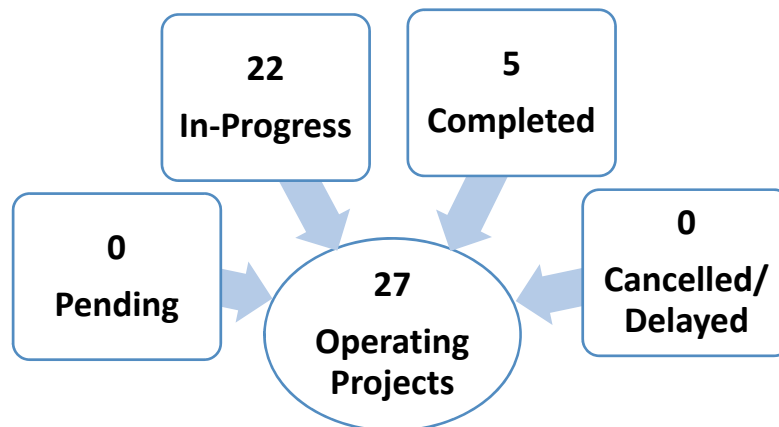 22
In-Progress
5
Completed
0
Pending
0
Cancelled/
Delayed
27
Operating
Projects